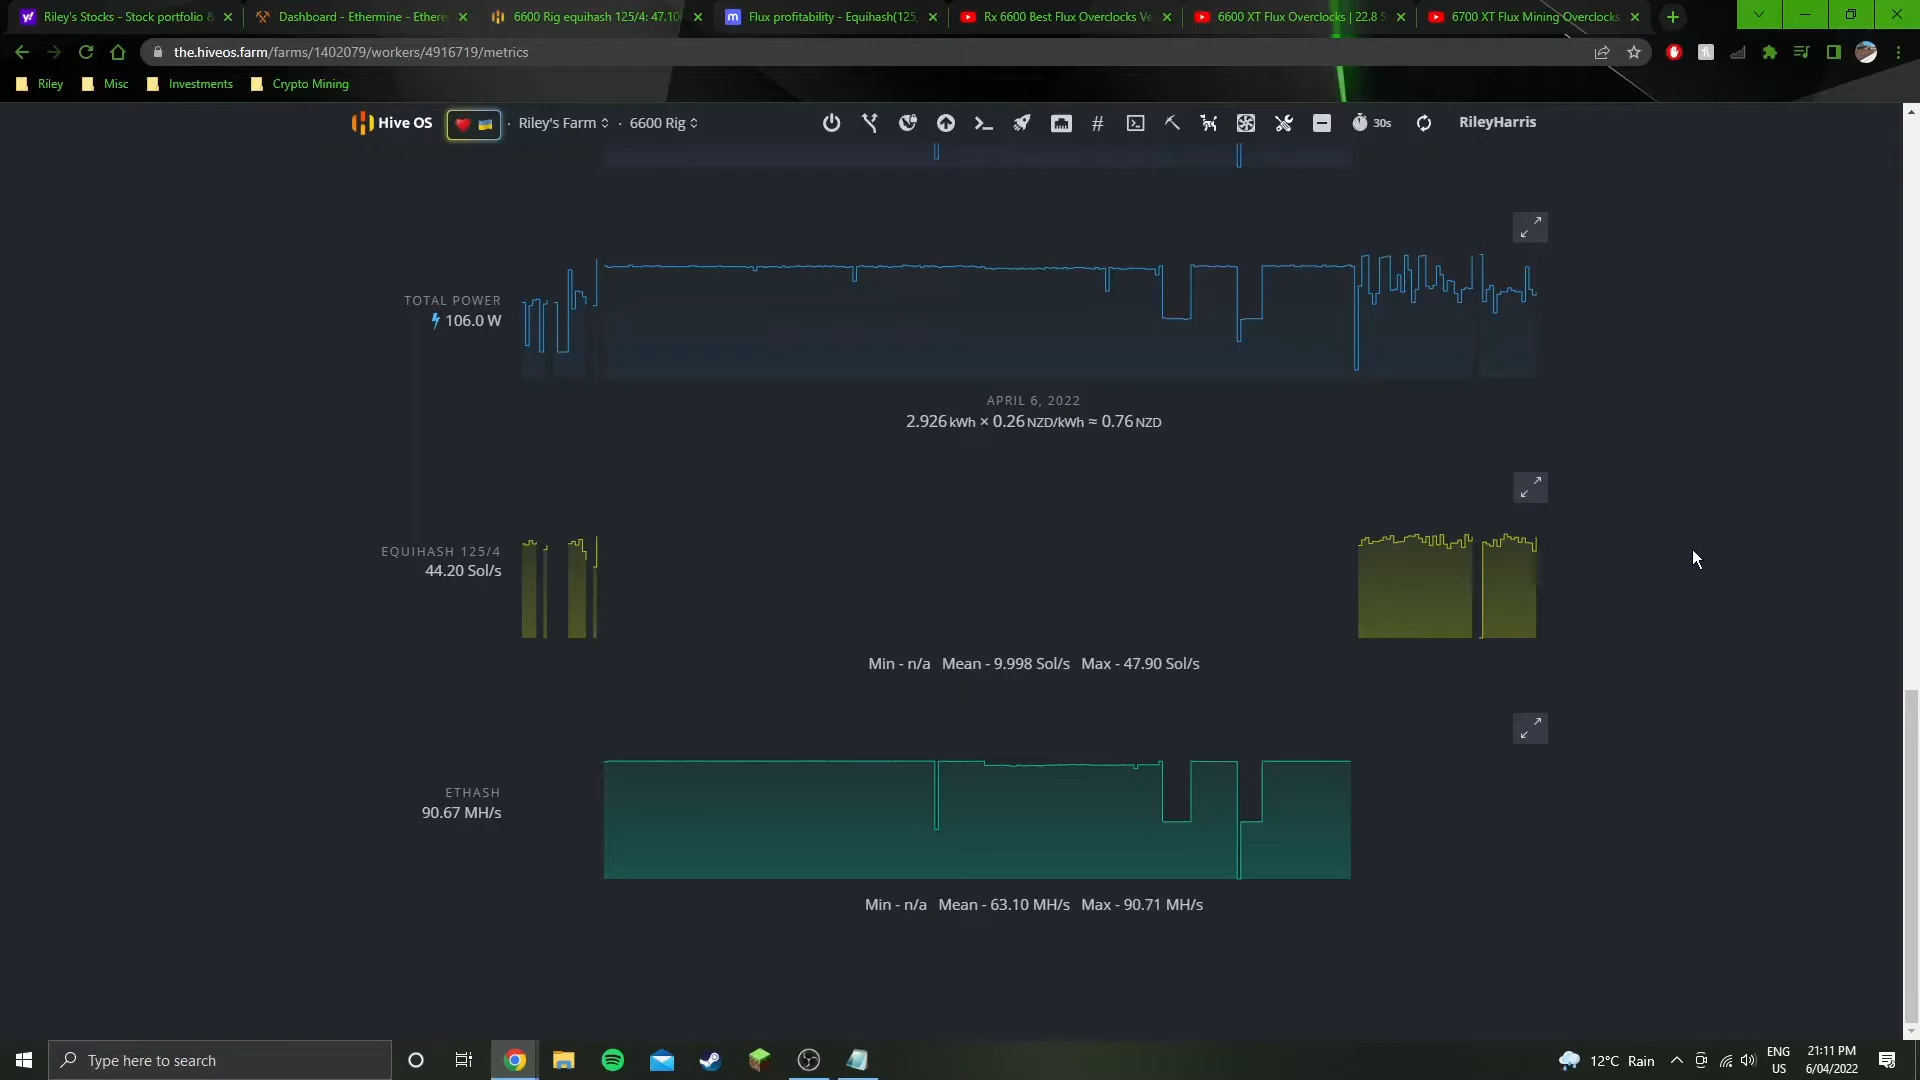 Riley's Stocks - Stock portfolio &
Dashboard - Ethermine - Ethere
6600 Rig equihash 125/4: 47.10
Flux profitability - Equihash(125,
Rx 6600 Best Flux Overclocks Ve
6600 XT Flux Overclocks | 22.8 S
6700 XT Flux Mining Overclocks
the.hiveos.farm/farms/1402079/workers/4916719/metrics
Riley
Misc
Investments
Crypto Mining
Hive OS
Riley's Farm
6600 Rig
30s
RileyHarris
TOTAL POWER
106.0 W
APRIL 6, 2022
2.926 kWh × 0.26 NZD/kWh ≈ 0.76 NZD
EQUIHASH 125/4
44.20 Sol/s
Min - n/a Mean - 9.998 Sol/s Max - 47.90 Sol/s
ETHASH
90.67 MH/s
Min - n/a Mean - 63.10 MH/s Max - 90.71 MH/s
Type here to search
12°C Rain
ENG
US
21:11 PM
6/04/2022